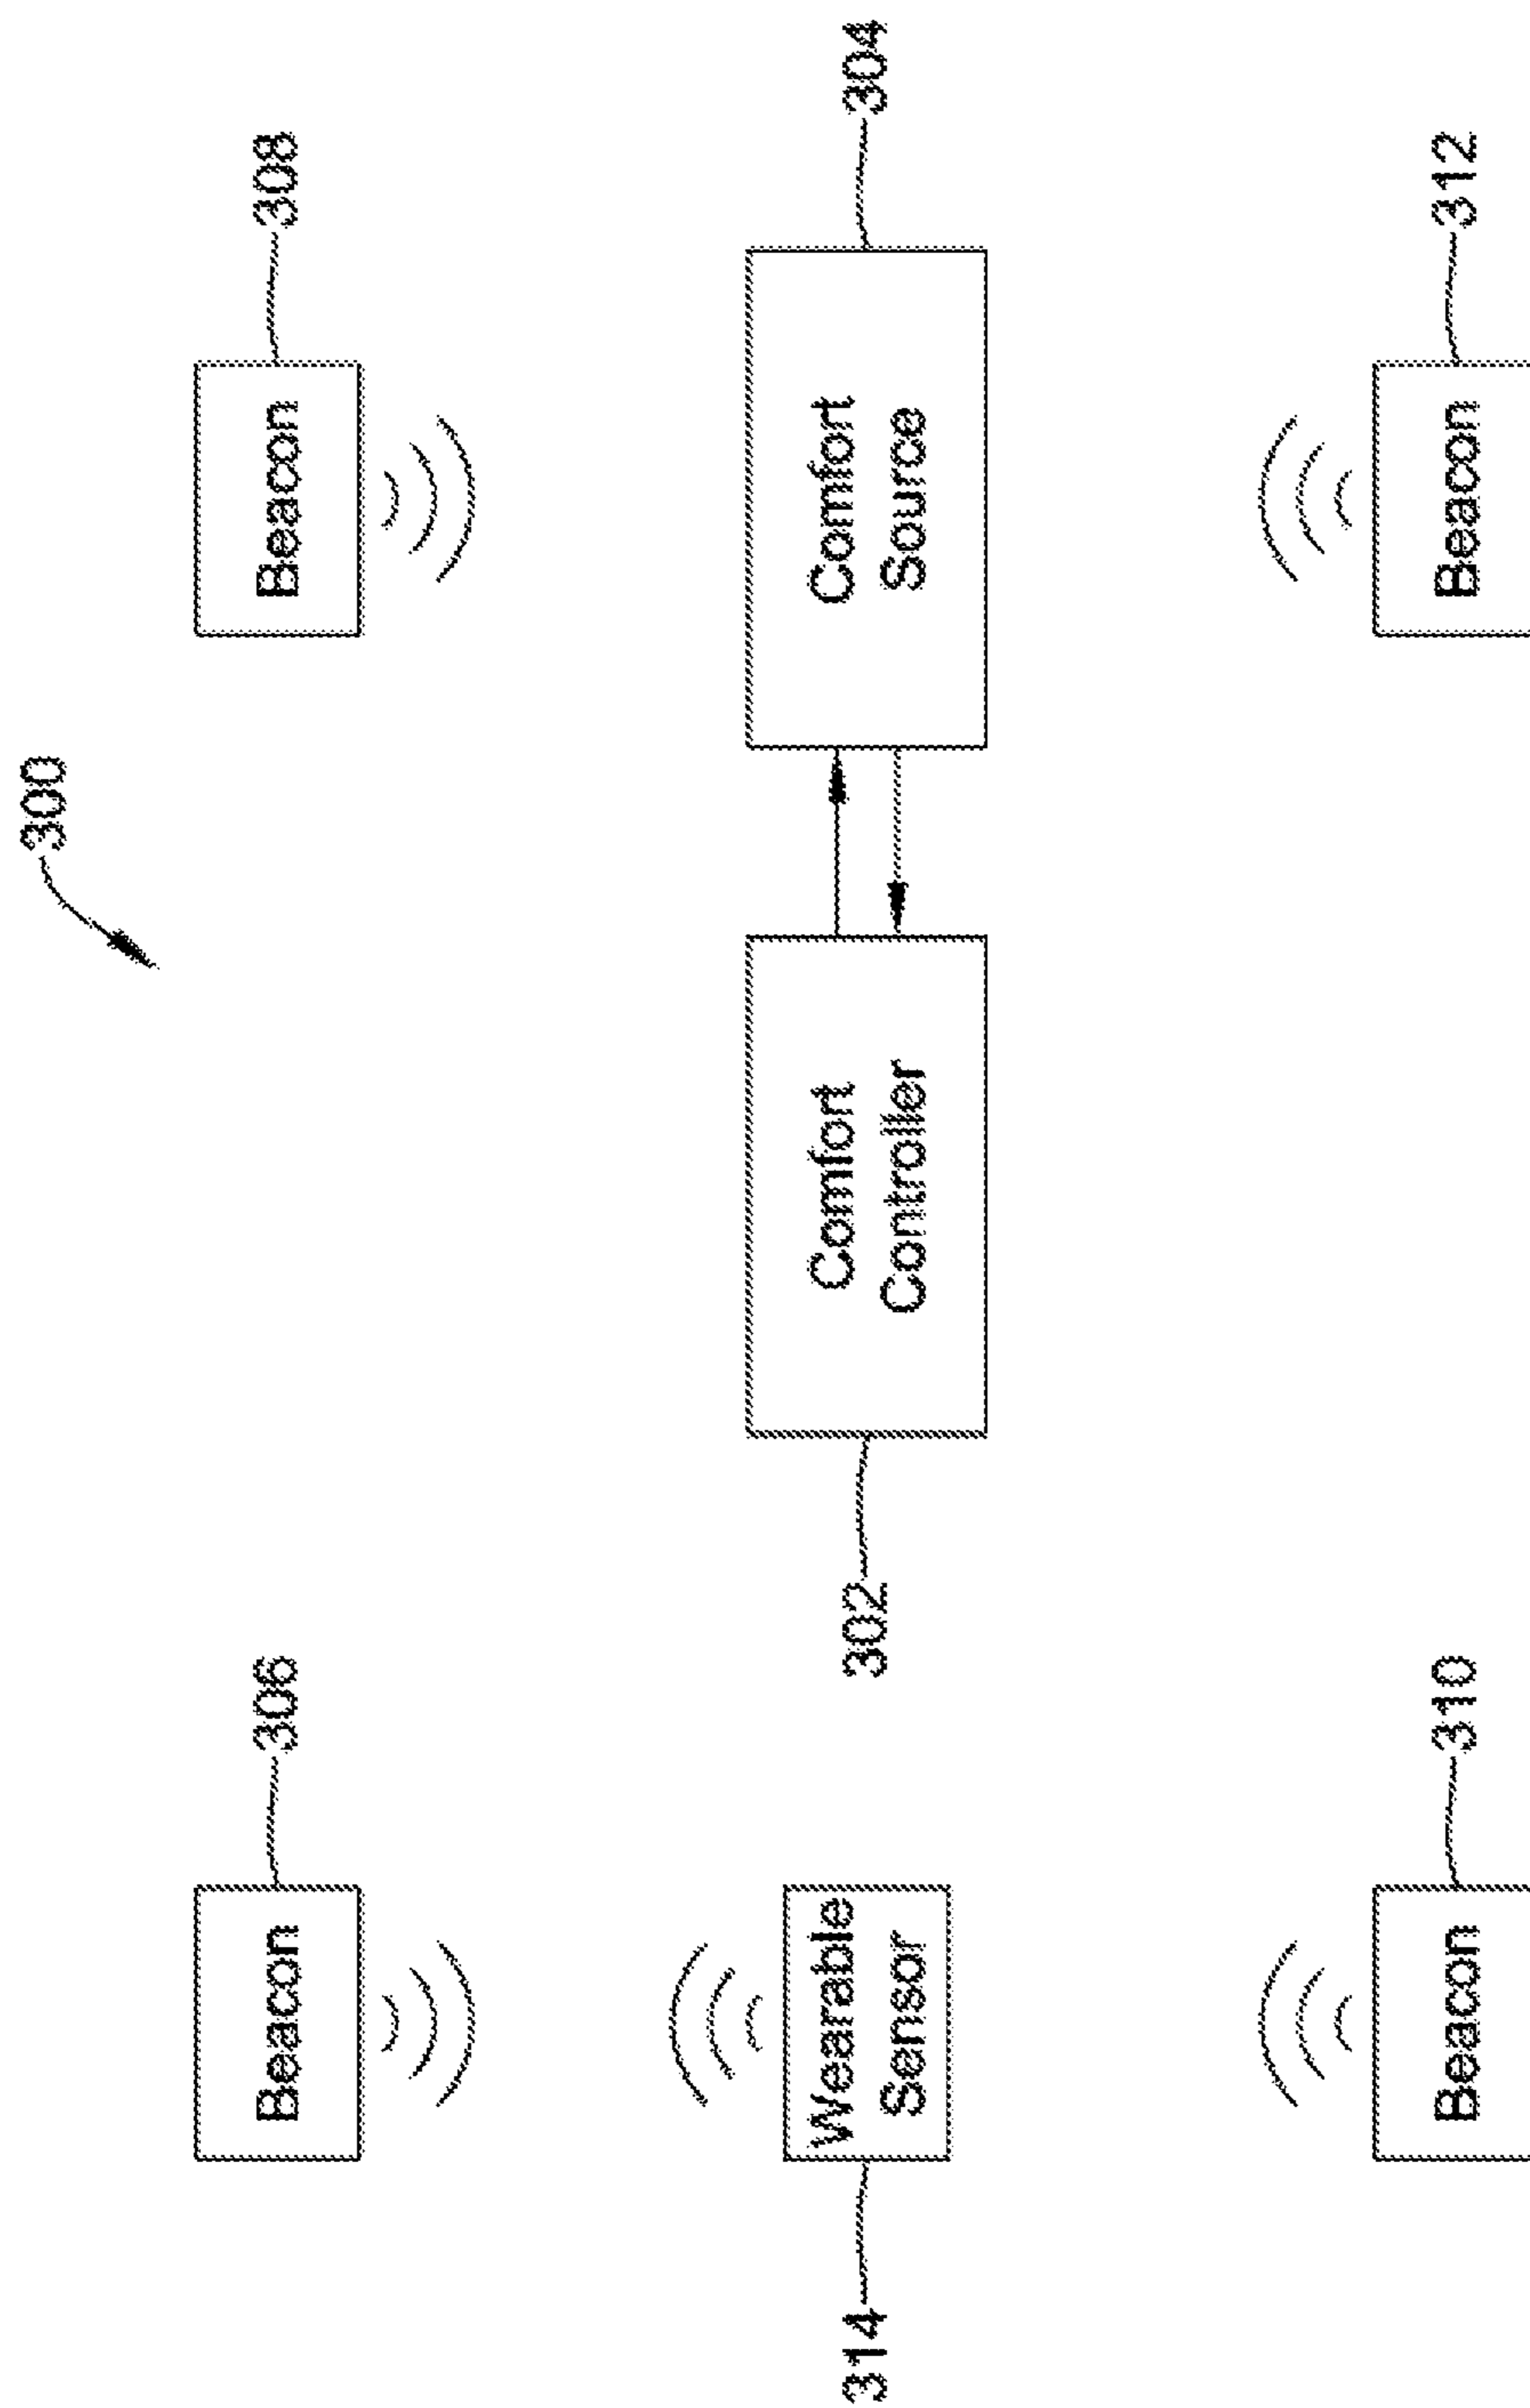 300
Beacon
306
Beacon
308
314
Wearable
Sensor
302
Comfort
Controller
Comfort
Source
304
Beacon
310
Beacon
312